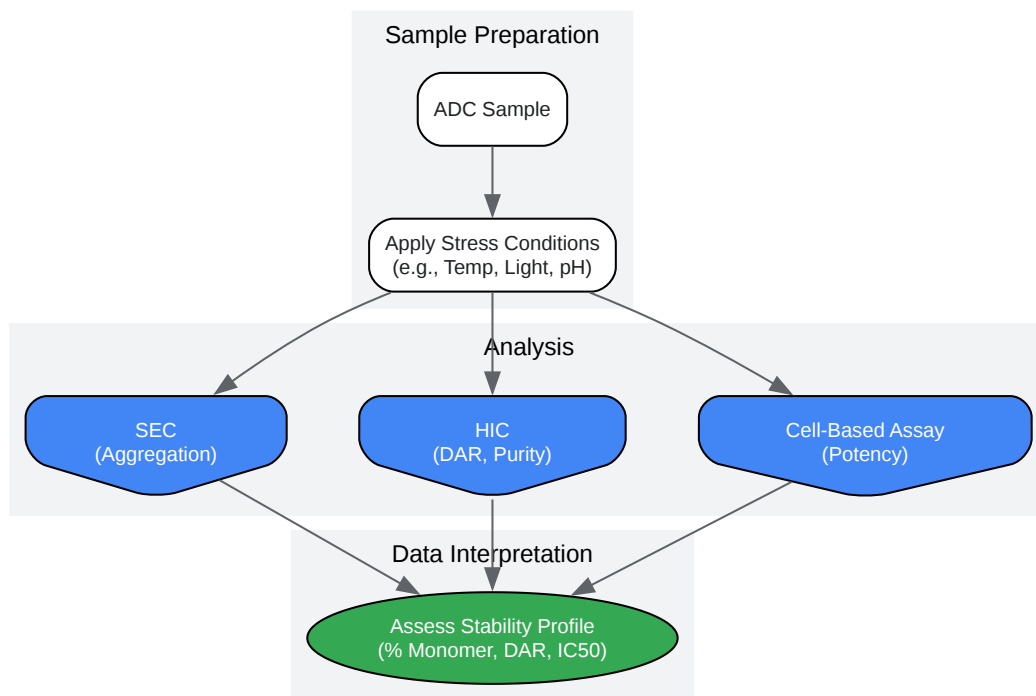 Sample Preparation
ADC Sample
Apply Stress Conditions
(e.g., Temp, Light, pH)
Analysis
SEC
(Aggregation)
HIC
(DAR, Purity)
Cell-Based Assay
(Potency)
Data Interpretation
Assess Stability Profile
(% Monomer, DAR, IC50)